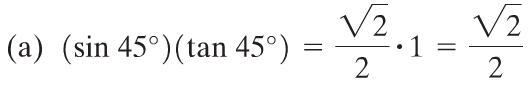 (a) (sin 45°)(tan 45°) = √2/2 · 1 = √2/2